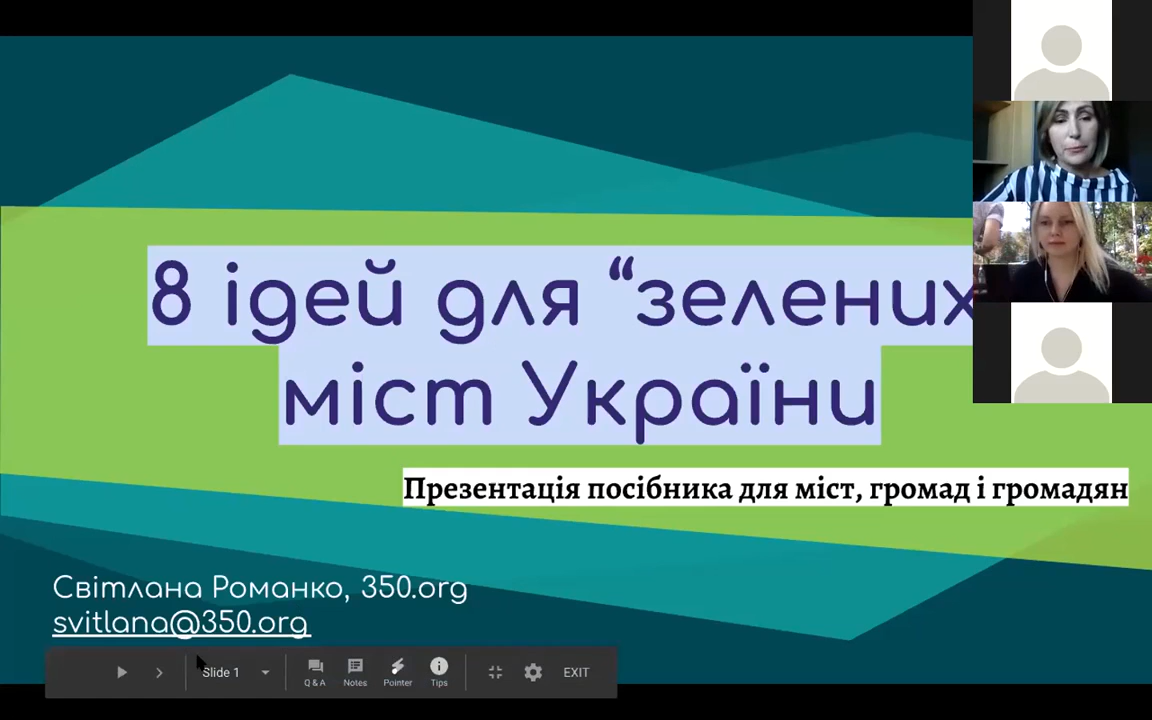 8 ідей для “зелених
міст України
Презентація посібника для міст, громад і громадян
Світлана Романко, 350.org
svitlana@350.org
Slide 1
Q & A
Notes
Pointer
Tips
EXIT